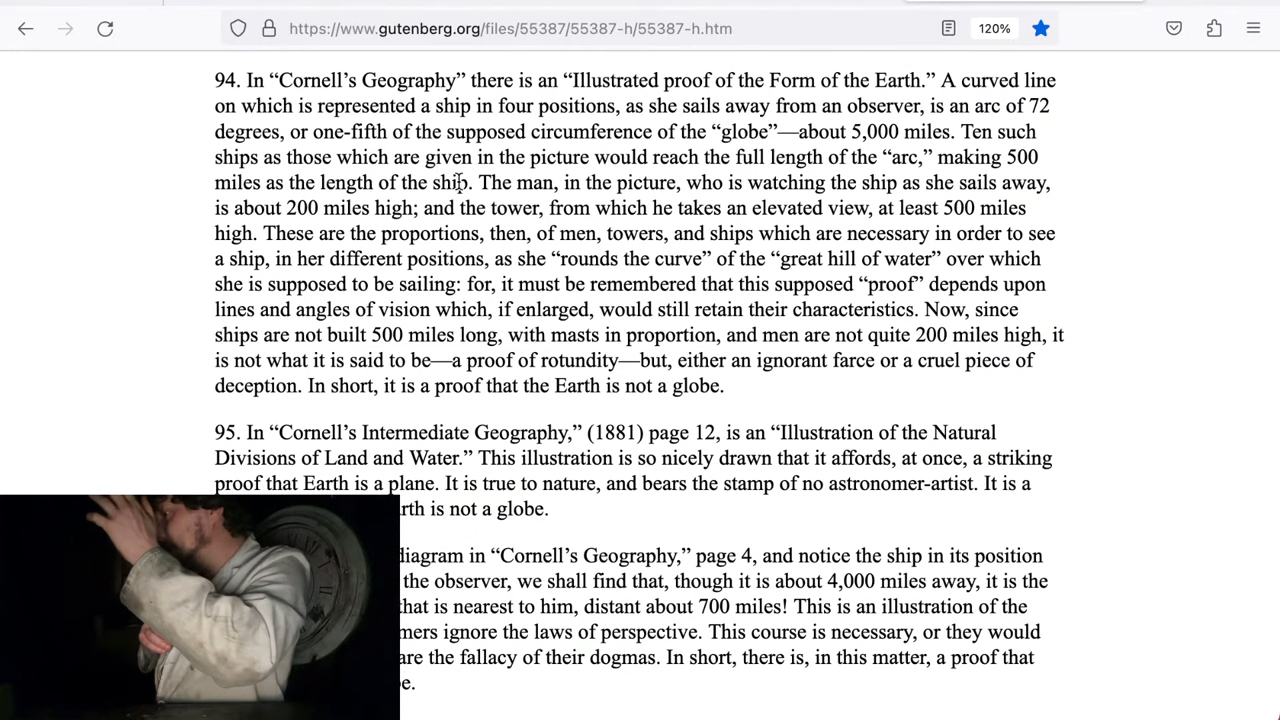 https://www.gutenberg.org/files/55387/55387-h/55387-h.htm
120%
94. In “Cornell’s Geography” there is an “Illustrated proof of the Form of the Earth.” A curved line
on which is represented a ship in four positions, as she sails away from an observer, is an arc of 72
degrees, or one-fifth of the supposed circumference of the “globe”—about 5,000 miles. Ten such
ships as those which are given in the picture would reach the full length of the “arc,” making 500
miles as the length of the ship. The man, in the picture, who is watching the ship as she sails away,
is about 200 miles high; and the tower, from which he takes an elevated view, at least 500 miles
high. These are the proportions, then, of men, towers, and ships which are necessary in order to see
a ship, in her different positions, as she “rounds the curve” of the “great hill of water” over which
she is supposed to be sailing: for, it must be remembered that this supposed “proof” depends upon
lines and angles of vision which, if enlarged, would still retain their characteristics. Now, since
ships are not built 500 miles long, with masts in proportion, and men are not quite 200 miles high, it
is not what it is said to be—a proof of rotundity—but, either an ignorant farce or a cruel piece of
deception. In short, it is a proof that the Earth is not a globe.
95. In “Cornell’s Intermediate Geography,” (1881) page 12, is an “Illustration of the Natural
Divisions of Land and Water.” This illustration is so nicely drawn that it affords, at once, a striking
proof that Earth is a plane. It is true to nature, and bears the stamp of no astronomer-artist. It is a
rth is not a globe.
diagram in “Cornell’s Geography,” page 4, and notice the ship in its position
the observer, we shall find that, though it is about 4,000 miles away, it is the
that is nearest to him, distant about 700 miles! This is an illustration of the
mers ignore the laws of perspective. This course is necessary, or they would
are the fallacy of their dogmas. In short, there is, in this matter, a proof that
e.